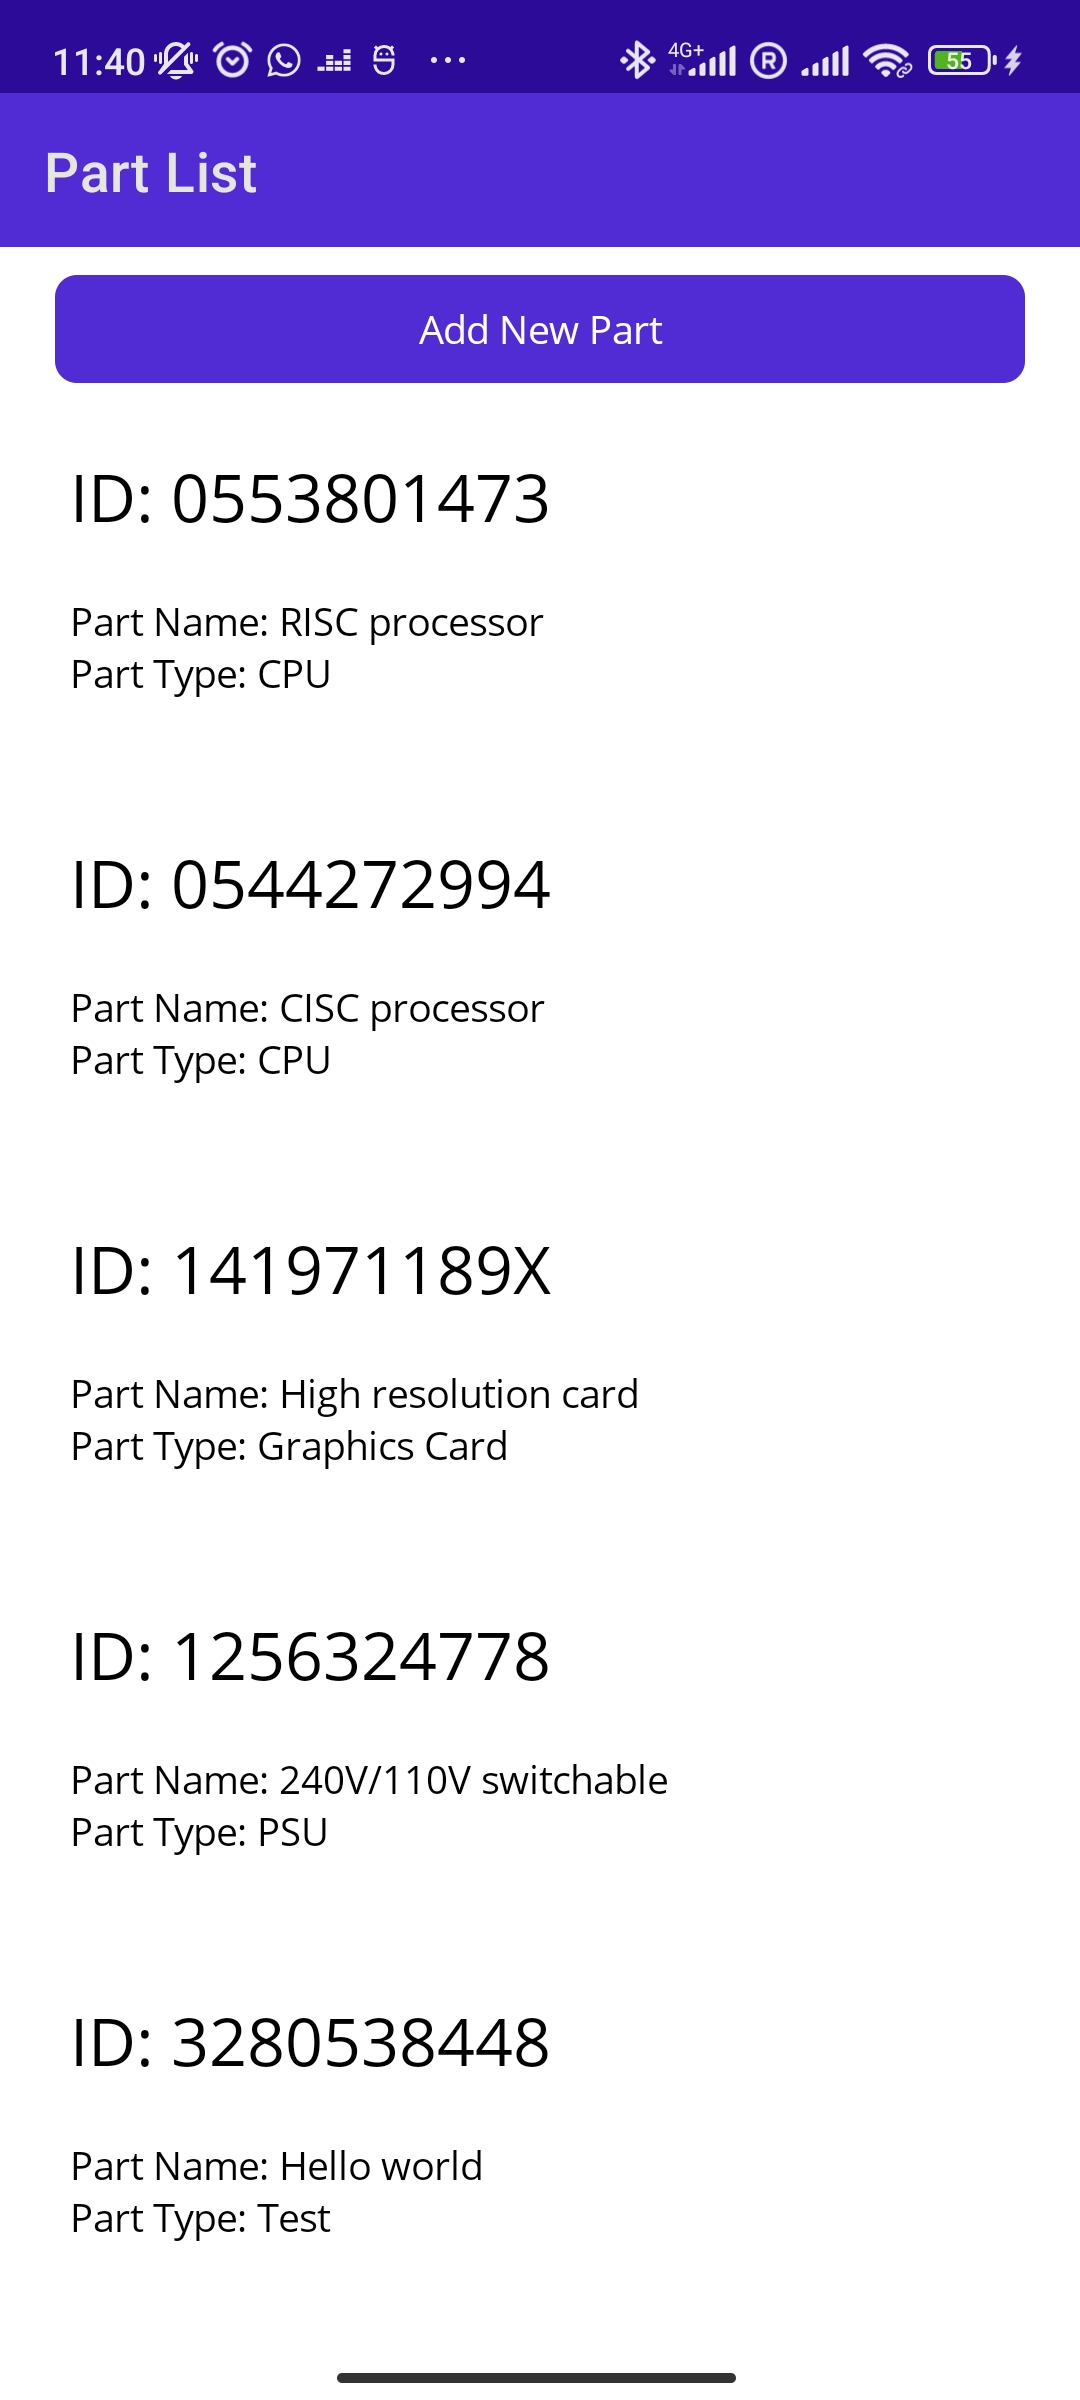 11:40 ... 4G+ R 55
Part List
Add New Part
ID: 0553801473
Part Name: RISC processor
Part Type: CPU
ID: 0544272994
Part Name: CISC processor
Part Type: CPU
ID: 141971189X
Part Name: High resolution card
Part Type: Graphics Card
ID: 1256324778
Part Name: 240V/110V switchable
Part Type: PSU
ID: 3280538448
Part Name: Hello world
Part Type: Test